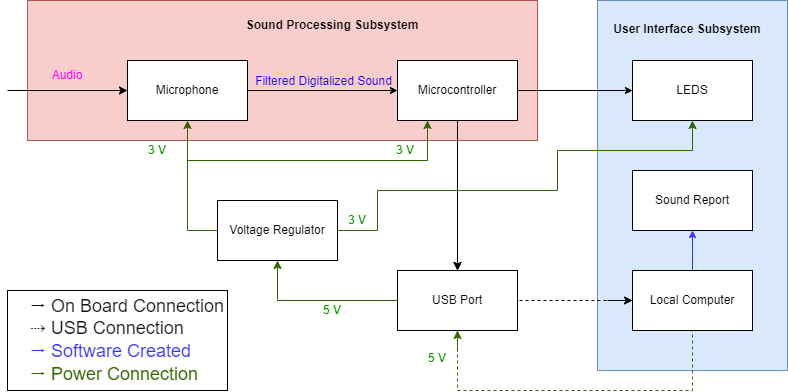 Sound Processing Subsystem
User Interface Subsystem
Audio
Microphone
Filtered Digitalized Sound
Microcontroller
LEDS
3 V
3 V
Sound Report
Voltage Regulator
3 V
USB Port
Local Computer
5 V
5 V
On Board Connection
USB Connection
Software Created
Power Connection